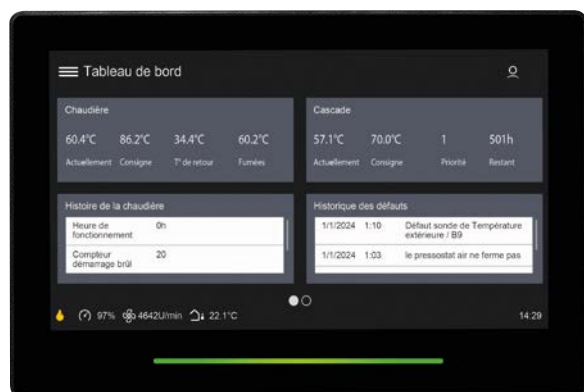 Tableau de bord
Chaudière
60.4°C 86.2°C 34.4°C 60.2°C
Actuellement Consigne T° de retour Fumées
Cascade
57.1°C 70.0°C 1 501h
Actuellement Consigne Priorité Restant
Histoire de la chaudière
Heure de fonctionnement 0h
Compteur démarrage brûl 20
Historique des défauts
1/1/2024 1:10 Défaut sonde de Température
extérieure / B9
1/1/2024 1:03 le pressostat air ne ferme pas
97% 4642U/min 22.1°C 14:29